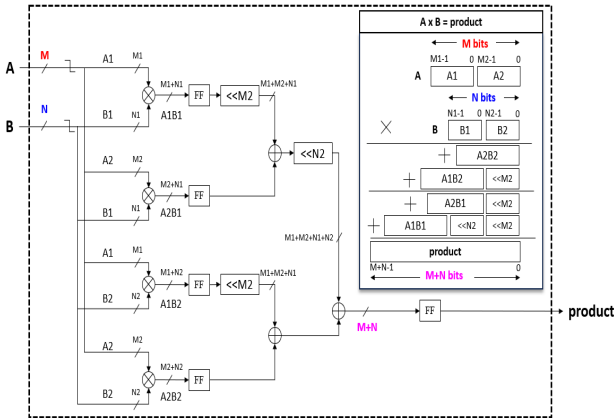 A x B = product
M bits
M1-1 0 M2-1 0
A A1 A2
N bits
N1-1 0 N2-1 0
B B1 B2
A2B2
A1B2 <<M2
A2B1 <<M2
A1B1 <<N2 <<M2
product
M+N-1 0
M+N bits
A M
B N
A1 M1
B1 N1
M1+N1
A1B1
FF
<<M2
M1+M2+N1
<<N2
A2 M2
B1 N1
M2+N1
A2B1
FF
M1+M2+N1+N2
A1 M1
B2 N2
M1+N2
A1B2
FF
<<M2
M1+M2+N1
A2 M2
B2 N2
M2+N2
A2B2
FF
M+N
FF
product